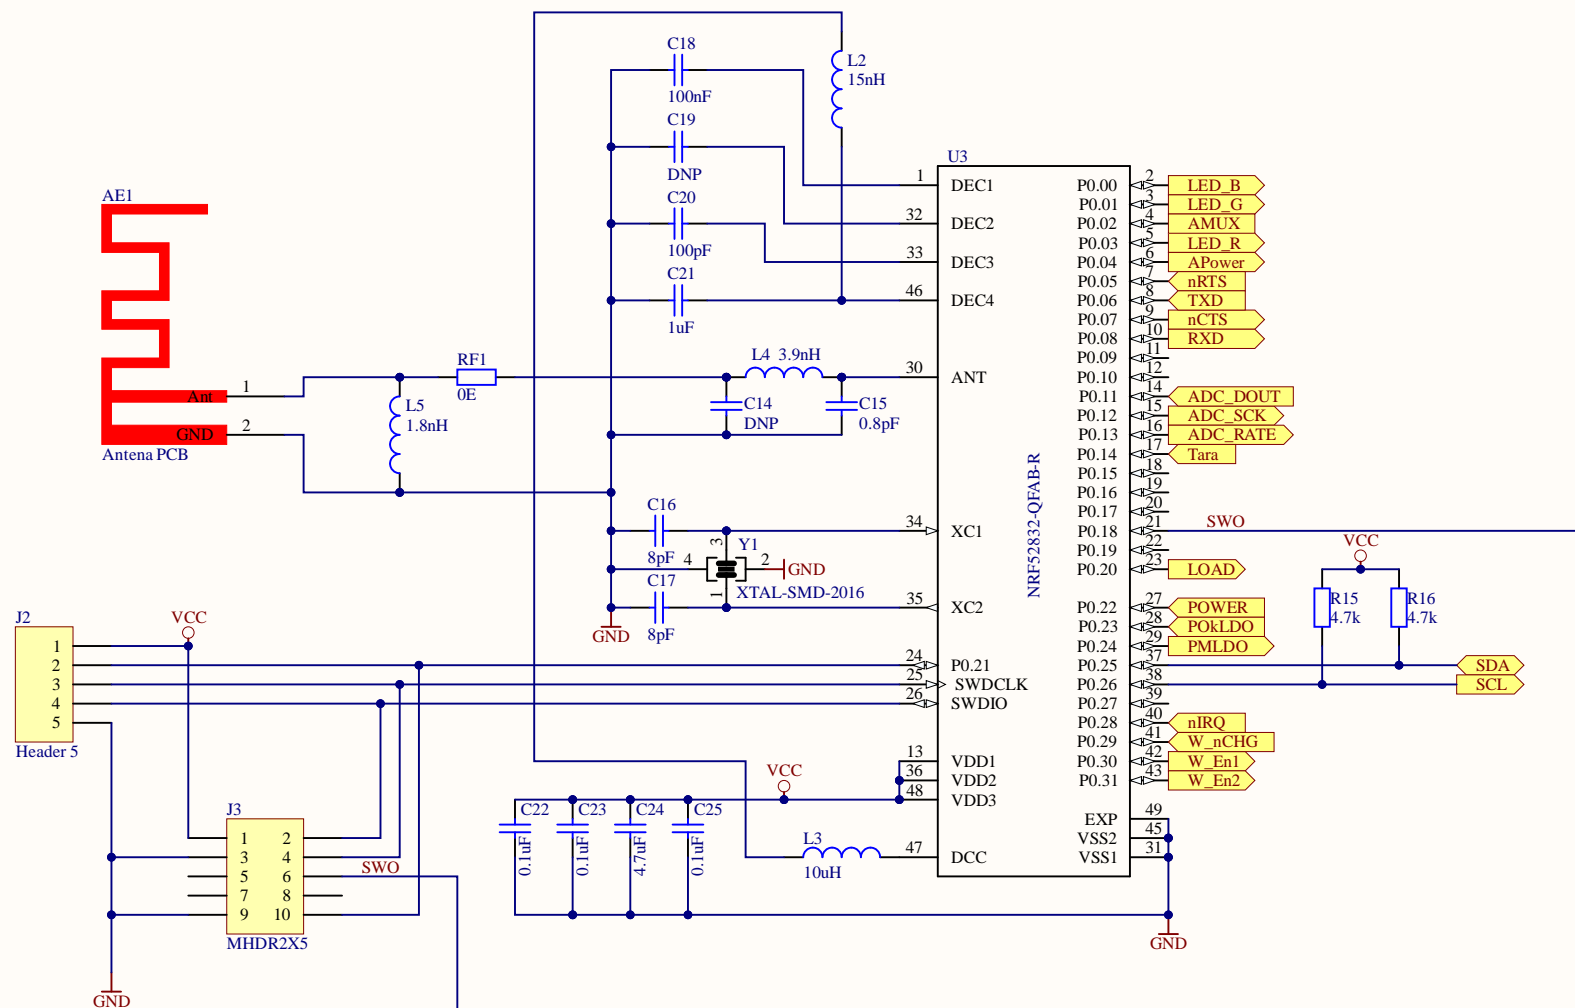 C18
100nF
L2
15nH
C19
DNP
C20
100pF
C21
1uF
AE1
Ant
1
GND
2
Antena PCB
L5
1.8nH
RF1
0E
L4 3.9nH
C14
DNP
C15
0.8pF
C16
8pF
3
Y1
4
2
GND
1
XTAL-SMD-2016
C17
8pF
GND
U3
NRF52832-QFAB-R
1 DEC1
32 DEC2
33 DEC3
46 DEC4
30 ANT
34 XC1
35 XC2
24 P0.21
25 SWDCLK
26 SWDIO
13 VDD1
36 VDD2
48 VDD3
47 DCC
P0.00 2 LED_B
P0.01 3 LED_G
P0.02 4 AMUX
P0.03 5 LED_R
P0.04 6 APower
P0.05 7 nRTS
P0.06 8 TXD
P0.07 9 nCTS
P0.08 10 RXD
P0.09 11
P0.10 12
P0.11 14 ADC_DOUT
P0.12 15 ADC_SCK
P0.13 16 ADC_RATE
P0.14 17 Tara
P0.15 18
P0.16 19
P0.17 20
P0.18 21 SWO
P0.19 22
P0.20 23 LOAD
P0.22 27 POWER
P0.23 28 POkLDO
P0.24 29 PMLDO
P0.25 37 SDA
P0.26 38 SCL
P0.27 39
P0.28 40 nIRQ
P0.29 41 W_nCHG
P0.30 42 W_En1
P0.31 43 W_En2
EXP 49
VSS2 45
VSS1 31
GND
VCC
R15
4.7k
R16
4.7k
J2
1
2
3
4
5
Header 5
VCC
J3
1 2
3 4
5 6
7 8
9 10
MHDR2X5
SWO
GND
VCC
C22
0.1uF
C23
0.1uF
C24
4.7uF
C25
0.1uF
L3
10uH